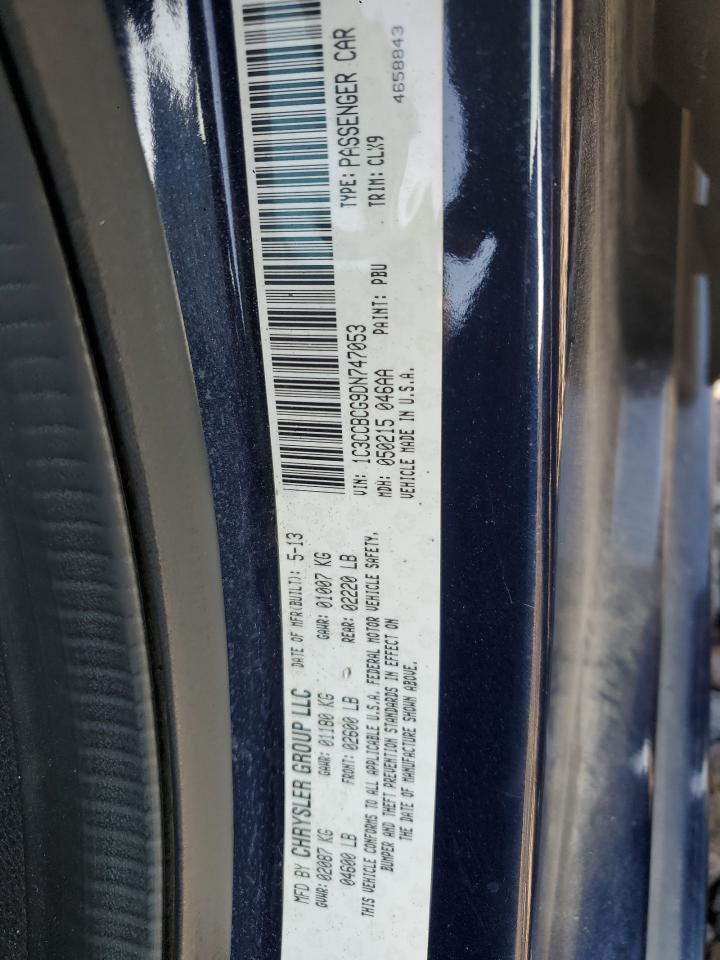 MFD BY CHRYSLER GROUP LLC DATE OF MFR(BUILT): 5-13
GVWR: 02087 KG GAWR: 01180 KG GAWR: 01007 KG
04600 LB FRONT: 02600 LB REAR: 02220 LB
THIS VEHICLE CONFORMS TO ALL APPLICABLE U.S.A. FEDERAL MOTOR VEHICLE SAFETY,
BUMPER AND THEFT PREVENTION STANDARDS IN EFFECT ON
THE DATE OF MANUFACTURE SHOWN ABOVE.
VIN: 1C3CCBCG9DN747053 TYPE: PASSENGER CAR
MDH: 050215 046AA PAINT: PBU TRIM: CLX9
VEHICLE MADE IN U.S.A. 4658843